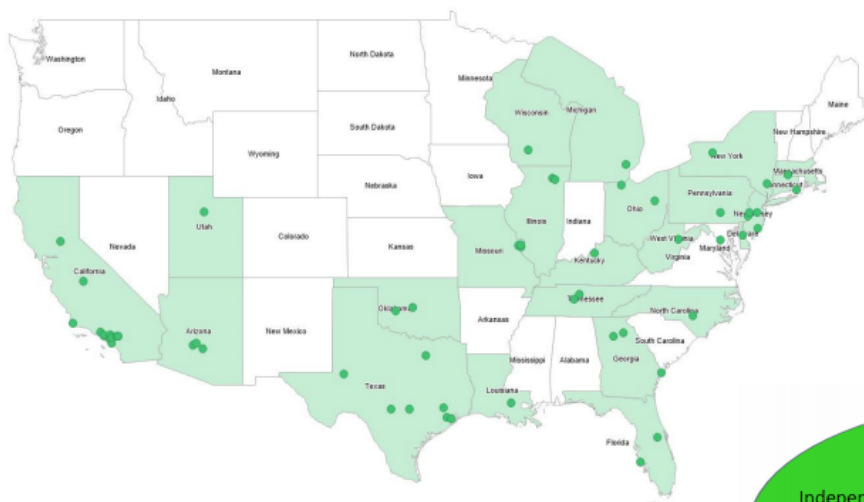 Washington
Montana
North Dakota
Minnesota
Maine
Idaho
Oregon
South Dakota
Wisconsin
Michigan
New Hampshire
Wyoming
New York
Massachusetts
Connecticut
Iowa
Nebraska
Pennsylvania
New Jersey
Utah
Illinois
Indiana
Ohio
Nevada
Colorado
Kansas
Missouri
West Virginia
Delaware
Maryland
California
Kentucky
Virginia
Arizona
New Mexico
Oklahoma
Arkansas
Tennessee
North Carolina
South Carolina
Mississippi
Alabama
Georgia
Texas
Louisiana
Florida
Indepen